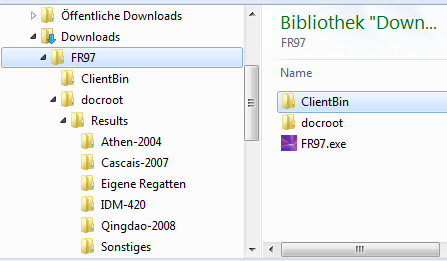 Öffentliche Downloads
Downloads
FR97
ClientBin
docroot
Results
Athen-2004
Cascais-2007
Eigene Regatten
IDM-420
Qingdao-2008
Sonstiges
Bibliothek "Down...
FR97
Name
ClientBin
docroot
FR97.exe